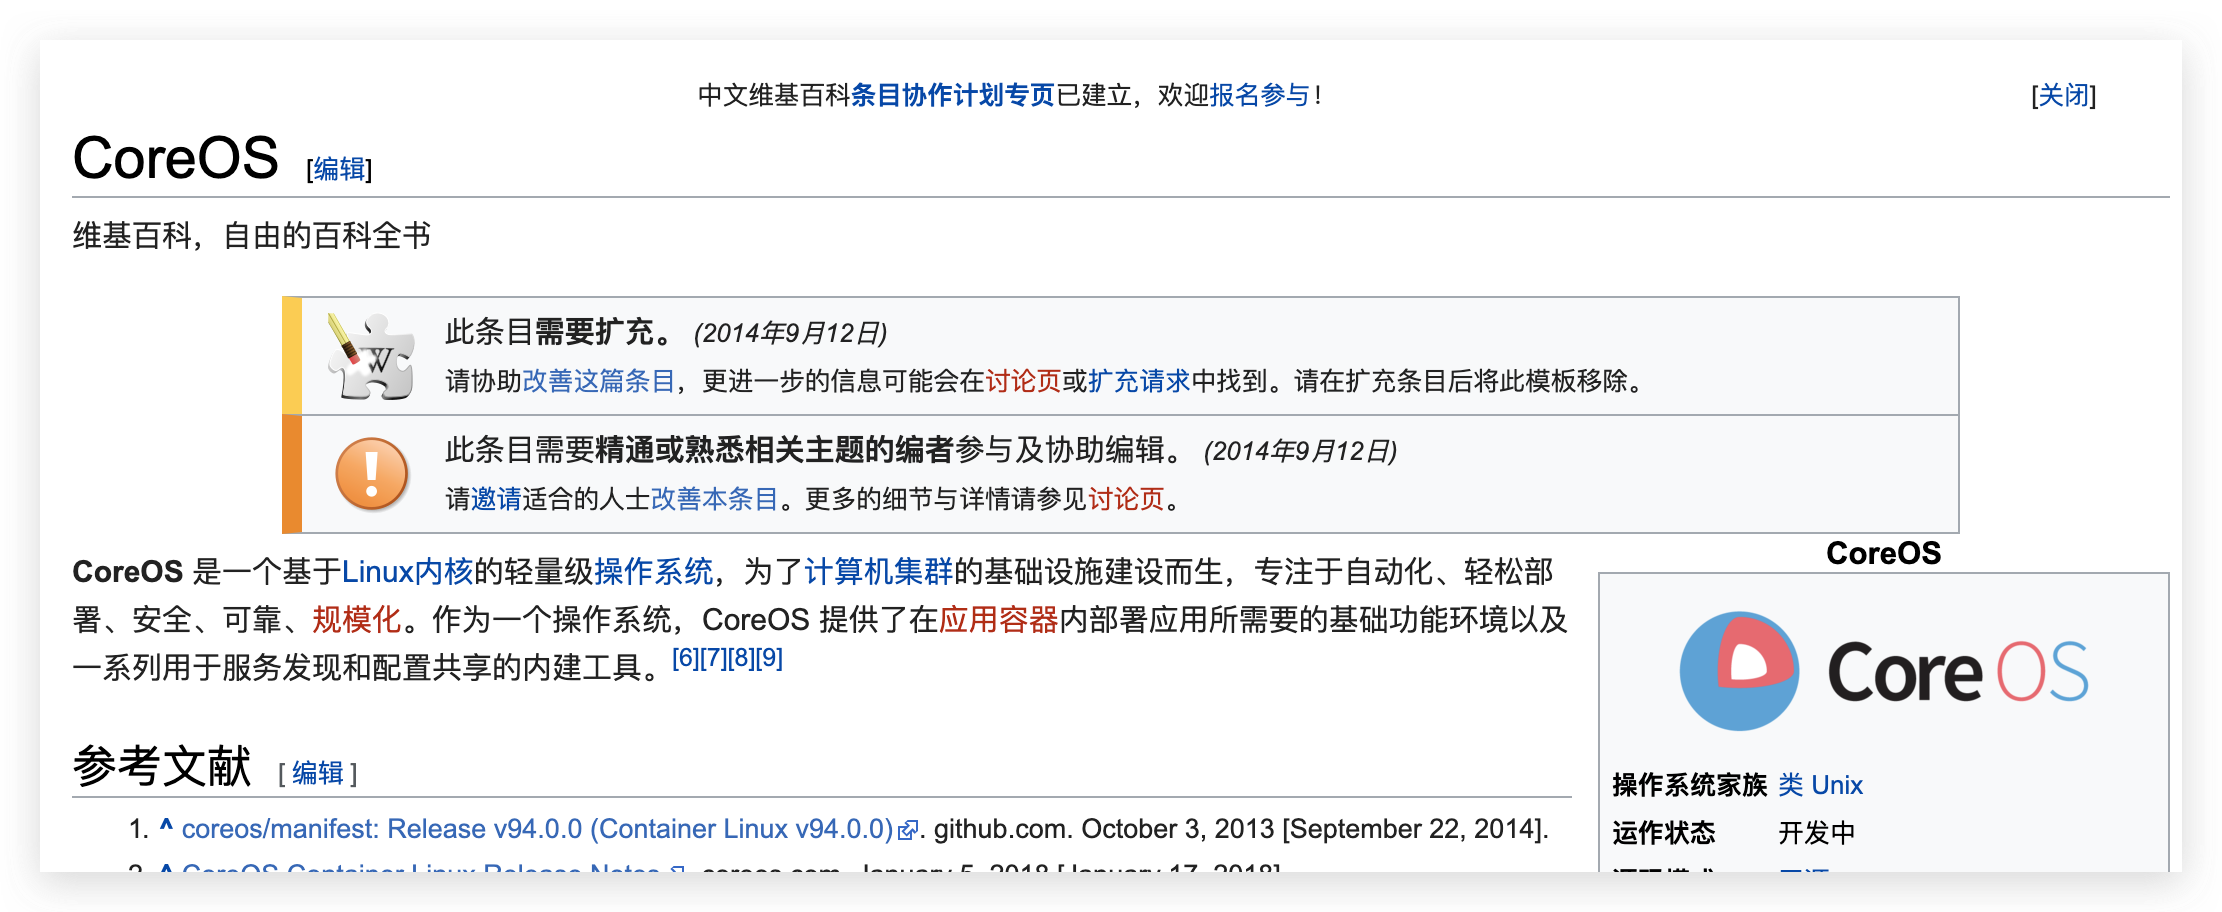 中文维基百科条目协作计划专页已建立，欢迎报名参与！
[关闭]
CoreOS [编辑]
维基百科，自由的百科全书
此条目需要扩充。 (2014年9月12日)
请协助改善这篇条目，更进一步的信息可能会在讨论页或扩充请求中找到。请在扩充条目后将此模板移除。
此条目需要精通或熟悉相关主题的编者参与及协助编辑。 (2014年9月12日)
请邀请适合的人士改善本条目。更多的细节与详情请参见讨论页。
CoreOS 是一个基于Linux内核的轻量级操作系统，为了计算机集群的基础设施建设而生，专注于自动化、轻松部
署、安全、可靠、规模化。作为一个操作系统，CoreOS 提供了在应用容器内部署应用所需要的基础功能环境以及
一系列用于服务发现和配置共享的内建工具。[6][7][8][9]
参考文献 [ 编辑 ]
1. ^ coreos/manifest: Release v94.0.0 (Container Linux v94.0.0). github.com. October 3, 2013 [September 22, 2014].
2. ^ CoreOS Container Linux Release Notes. coreos.com. January 5, 2018 [January 17, 2018]
CoreOS
Core OS
操作系统家族 类 Unix
运作状态 开发中